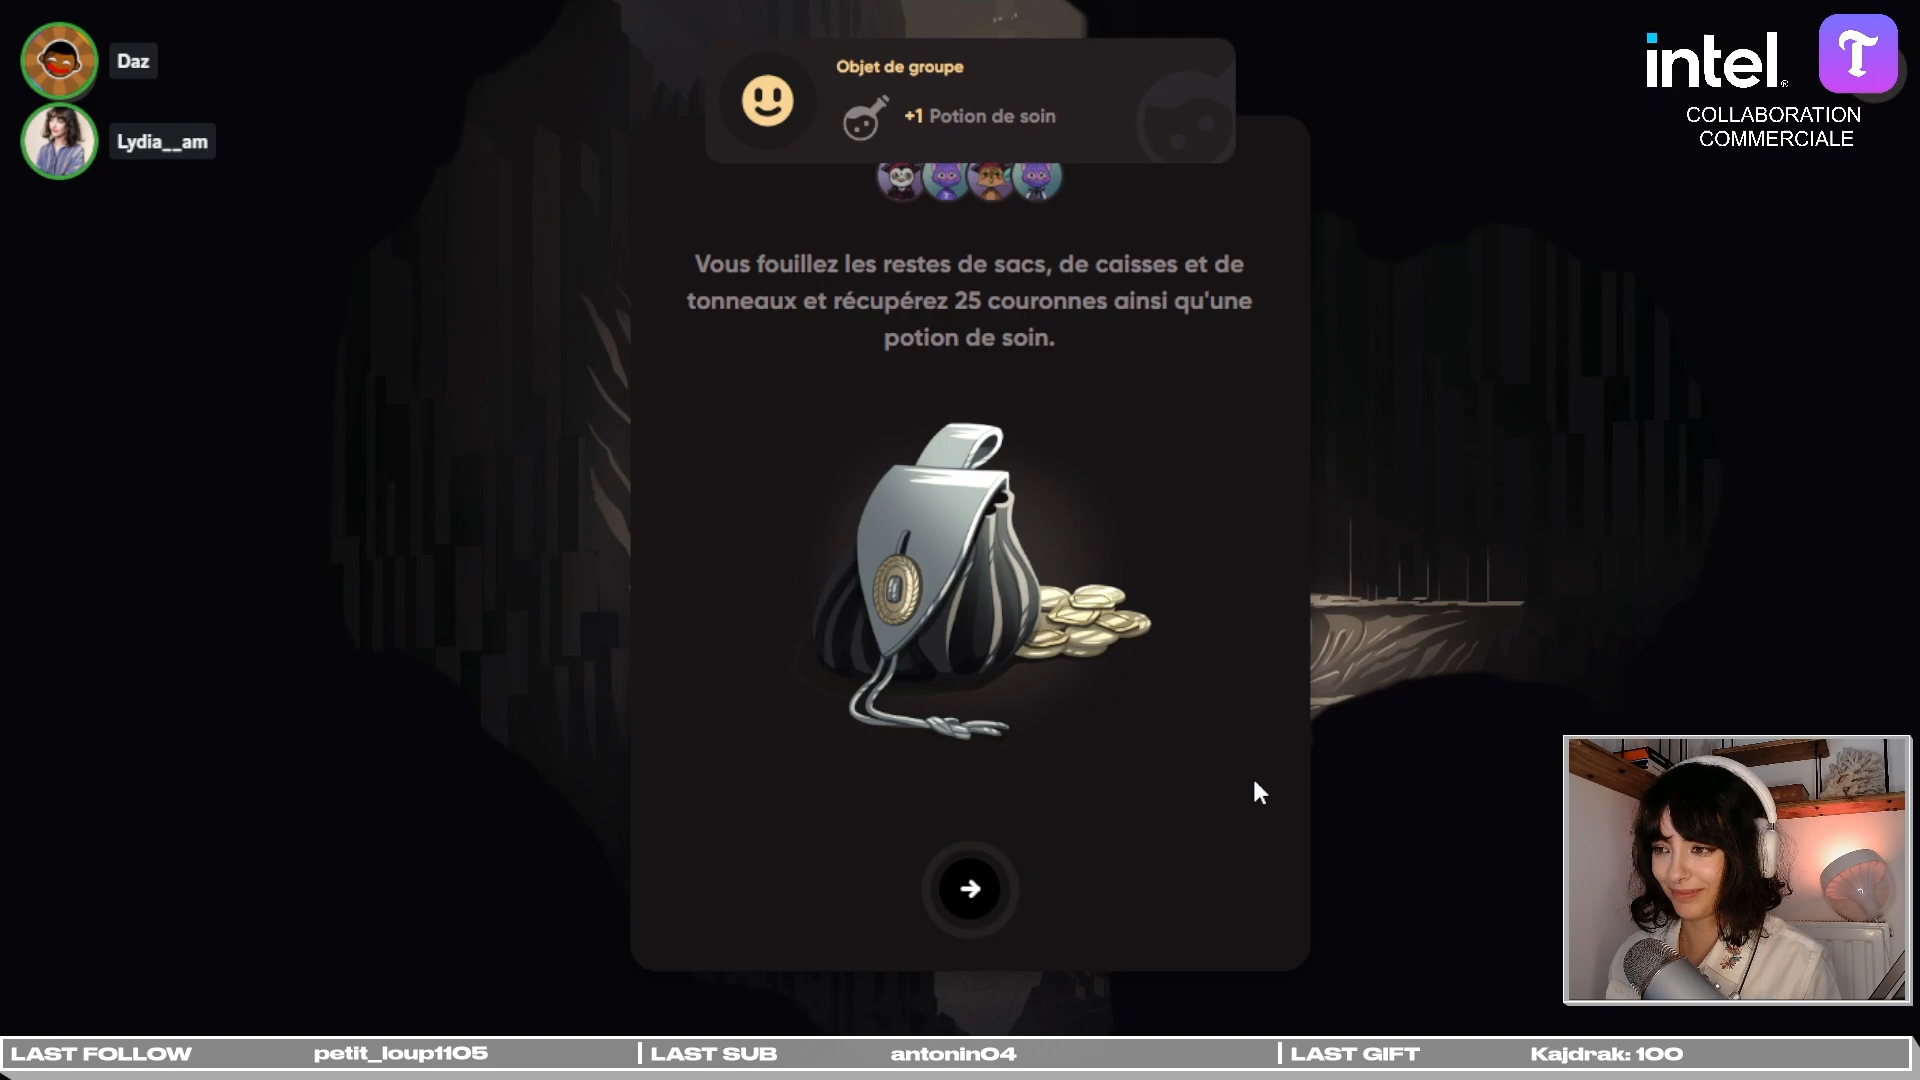 Daz
Lydia__am
Objet de groupe
+1 Potion de soin
Vous fouillez les restes de sacs, de caisses et de
tonneaux et récupérez 25 couronnes ainsi qu'une
potion de soin.
intel®
T
COLLABORATION
COMMERCIALE
LAST FOLLOW petit_loup1105 LAST SUB antonin04 LAST GIFT Kajdrak: 100